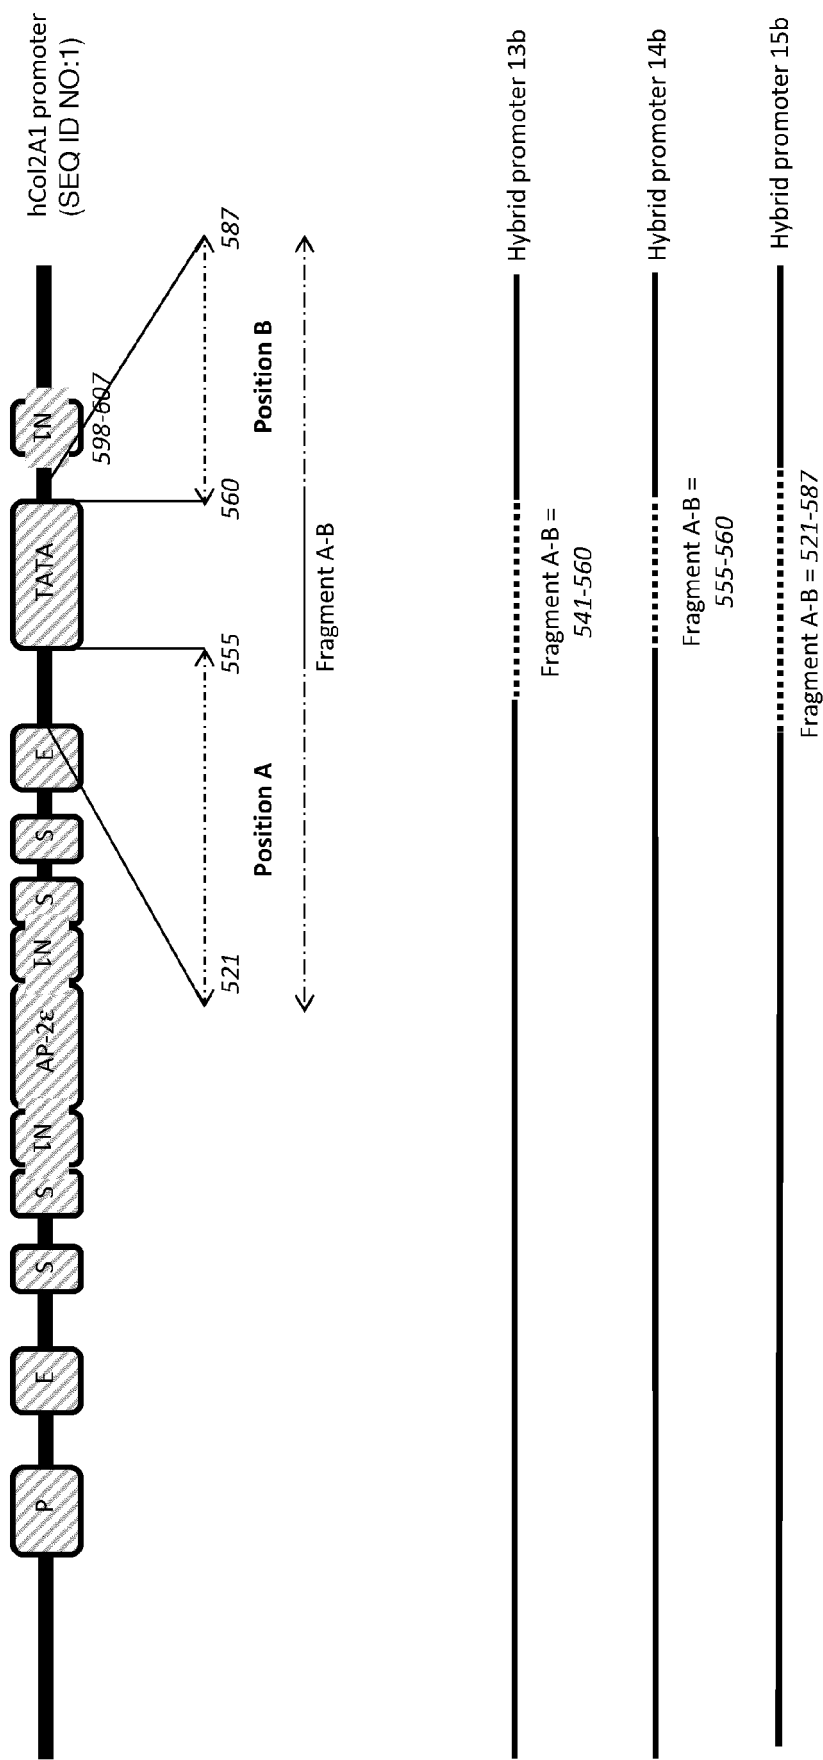 hCol2A1 promoter
(SEQ ID NO:1)
P
E
S
S
N1
AP-2ε
N1
S
S
E
TATA
N1
598-607
521
555
560
587
Position A
Position B
Fragment A-B
Hybrid promoter 13b
Fragment A-B =
541-560
Hybrid promoter 14b
Fragment A-B =
555-560
Hybrid promoter 15b
Fragment A-B = 521-587